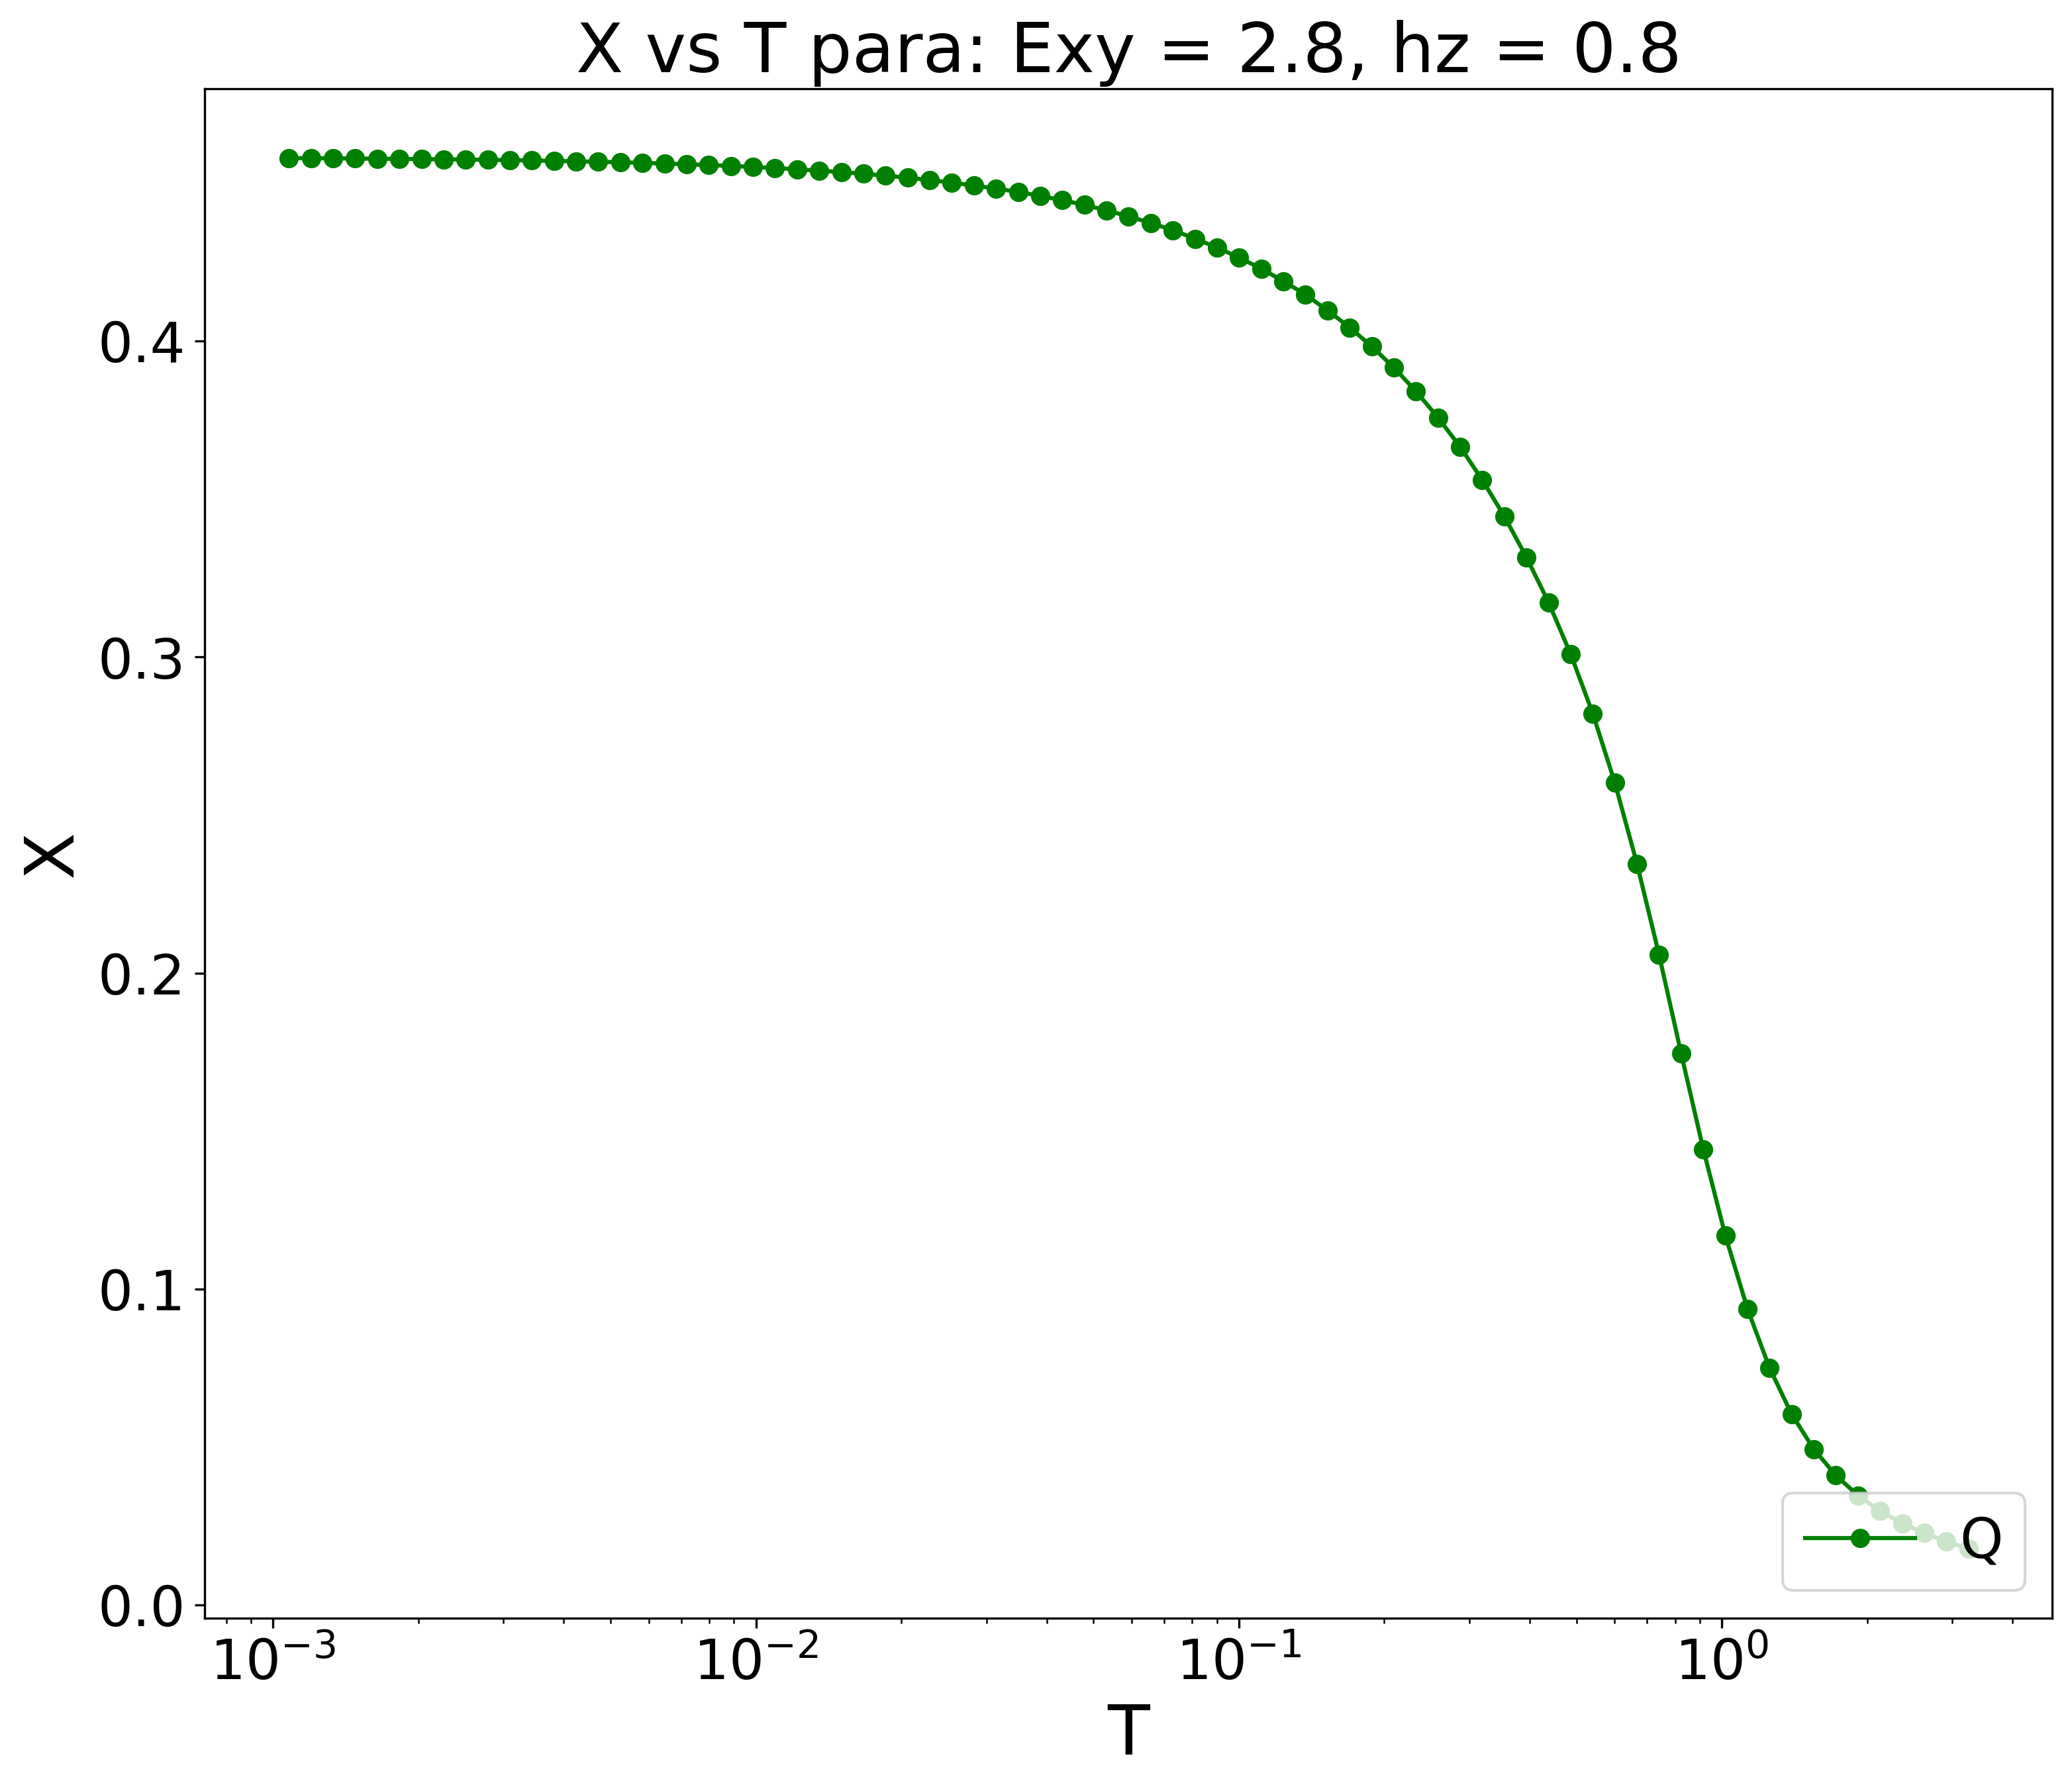 X vs T para: Exy = 2.8, hz = 0.8
X
0.4
0.3
0.2
0.1
0.0
10⁻³ 10⁻² 10⁻¹ 10⁰
T
Q